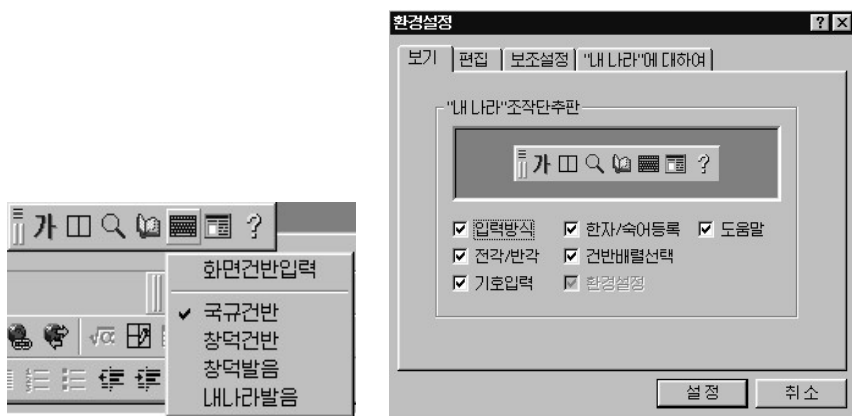 가
?
화면건반입력
국규건반
창덕건반
창덕발음
내나라발음
환경설정
보기 편집 보조설정 "내 나라"에 대하여
"내 나라"조작단추판
가
?
입력방식 한자/숙어등록 도움말
전각/반각 건반배렬선택
기호입력 환경설정
설정 취소